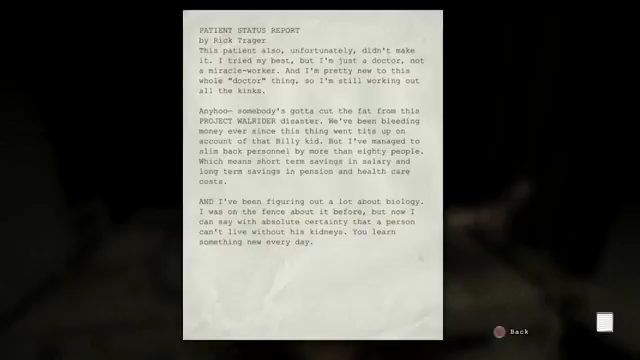 PATIENT STATUS REPORT
by Rick Trager
This patient also, unfortunately, didn't make
it. I tried my best, but I'm just a doctor, not
a miracle-worker. And I'm pretty new to this
whole "doctor" thing, so I'm still working out
all the kinks.
Anyhoo— somebody's gotta cut the fat from this
PROJECT WALRIDER disaster. We've been bleeding
money ever since this thing went tits up on
account of that Billy kid. But I've managed to
slim back personnel by more than eighty people.
Which means short term savings in salary and
long term savings in pension and health care
costs.
AND I've been figuring out a lot about biology.
I was on the fence about it before, but now I
can say with absolute certainty that a person
can't live without his kidneys. You learn
something new every day.
Back